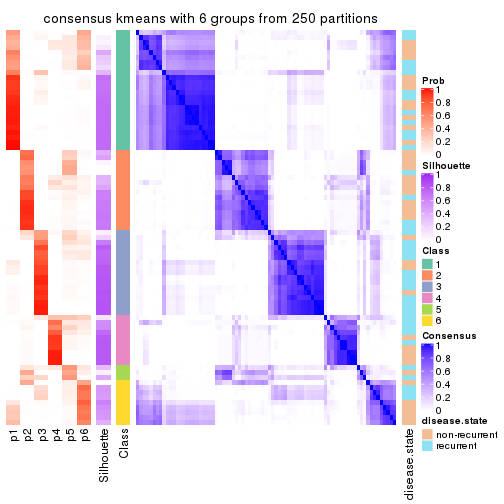 consensus kmeans with 6 groups from 250 partitions
Prob
1
0.8
0.6
0.4
0.2
0
Silhouette
1
0.8
0.6
0.4
0.2
0
Class
1
2
3
4
5
6
Consensus
1
0.8
0.6
0.4
0.2
0
disease.state
non-recurrent
recurrent
p1
p2
p3
p4
p5
p6
Silhouette
Class
disease.state